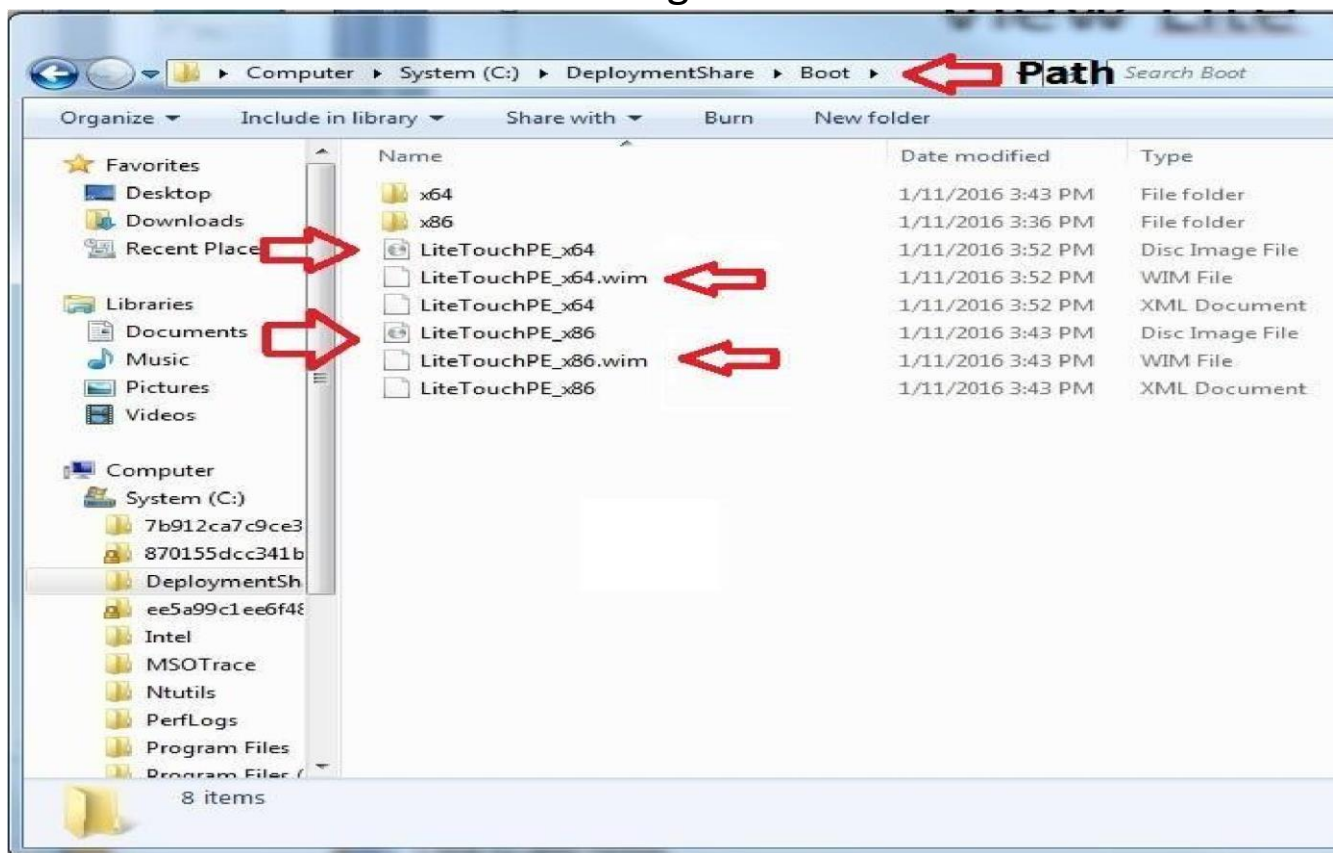 View Lite
Computer ▸ System (C:) ▸ DeploymentShare ▸ Boot ▸ Path Search Boot
Organize Include in library Share with Burn New folder
Favorites
Desktop
Downloads
Recent Place
Libraries
Documents
Music
Pictures
Videos
Computer
System (C:)
7b912ca7c9ce3
870155dcc341b
DeploymentSh
ee5a99c1ee6f48
Intel
MSOTrace
Ntutils
PerfLogs
Program Files
Program Files (
Name Date modified Type
x64 1/11/2016 3:43 PM File folder
x86 1/11/2016 3:36 PM File folder
LiteTouchPE_x64 1/11/2016 3:52 PM Disc Image File
LiteTouchPE_x64.wim 1/11/2016 3:52 PM WIM File
LiteTouchPE_x64 1/11/2016 3:52 PM XML Document
LiteTouchPE_x86 1/11/2016 3:43 PM Disc Image File
LiteTouchPE_x86.wim 1/11/2016 3:43 PM WIM File
LiteTouchPE_x86 1/11/2016 3:43 PM XML Document
8 items